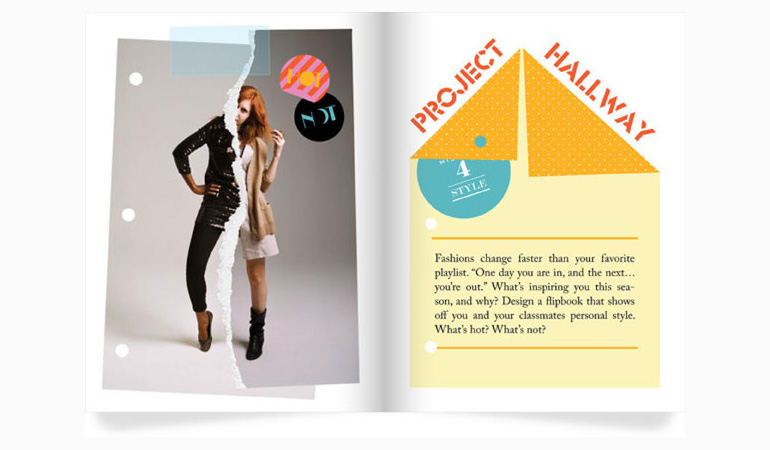 HOT
NOT
PROJECT
HALLWAY
4
STYLE
Fashions change faster than your favorite
playlist. “One day you are in, and the next…
you’re out.” What’s inspiring you this sea-
son, and why? Design a flipbook that shows
off you and your classmates personal style.
What’s hot? What’s not?